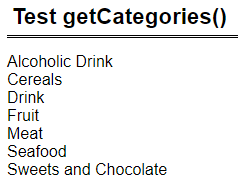 Test getCategories()
Alcoholic Drink
Cereals
Drink
Fruit
Meat
Seafood
Sweets and Chocolate